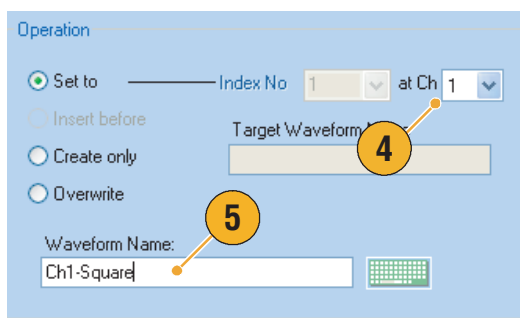 Operation
Set to Index No 1 at Ch 1
Insert before
Target Waveform
4
Create only
Overwrite
5
Waveform Name:
Ch1-Square